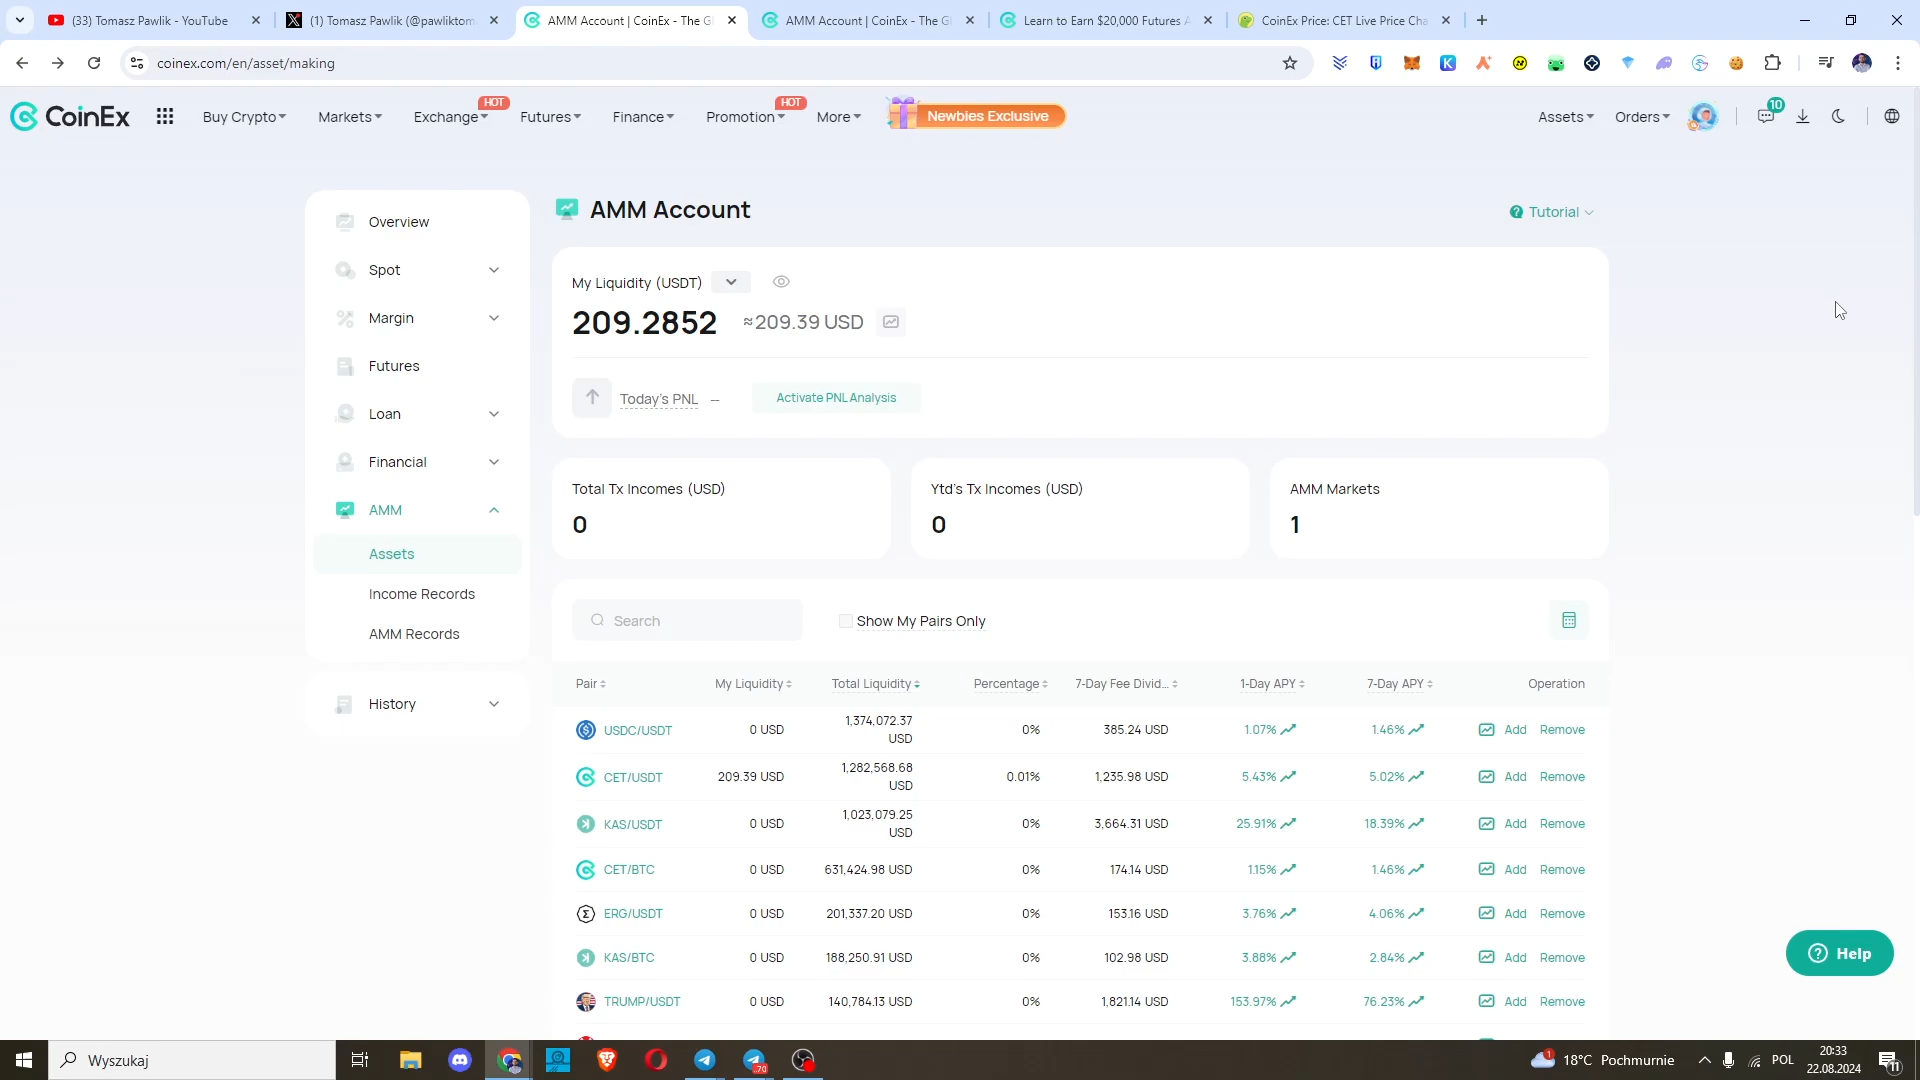 (33) Tomasz Pawlik - YouTube
(1) Tomasz Pawlik (@pawliktom
AMM Account | CoinEx - The Gl
AMM Account | CoinEx - The Gl
Learn to Earn $20,000 Futures A
CoinEx Price: CET Live Price Cha
coinex.com/en/asset/making
CoinEx
Buy Crypto
Markets
Exchange
HOT
Futures
Finance
Promotion
HOT
More
Newbies Exclusive
Assets
Orders
10
Overview
Spot
Margin
Futures
Loan
Financial
AMM
Assets
Income Records
AMM Records
History
AMM Account
Tutorial
My Liquidity (USDT)
209.2852 ≈209.39 USD
Today's PNL --
Activate PNL Analysis
Total Tx Incomes (USD)
0
Ytd's Tx Incomes (USD)
0
AMM Markets
1
Search
Show My Pairs Only
Pair My Liquidity Total Liquidity Percentage 7-Day Fee Divid... 1-Day APY 7-Day APY Operation
USDC/USDT 0 USD 1,374,072.37 USD 0% 385.24 USD 1.07% 1.46% Add Remove
CET/USDT 209.39 USD 1,282,568.68 USD 0.01% 1,235.98 USD 5.43% 5.02% Add Remove
KAS/USDT 0 USD 1,023,079.25 USD 0% 3,664.31 USD 25.91% 18.39% Add Remove
CET/BTC 0 USD 631,424.98 USD 0% 174.14 USD 1.15% 1.46% Add Remove
ERG/USDT 0 USD 201,337.20 USD 0% 153.16 USD 3.76% 4.06% Add Remove
KAS/BTC 0 USD 188,250.91 USD 0% 102.98 USD 3.88% 2.84% Add Remove
TRUMP/USDT 0 USD 140,784.13 USD 0% 1,821.14 USD 153.97% 76.23% Add Remove
Help
Wyszukaj
70
1
18°C Pochmurnie
POL
20:33
22.08.2024
11